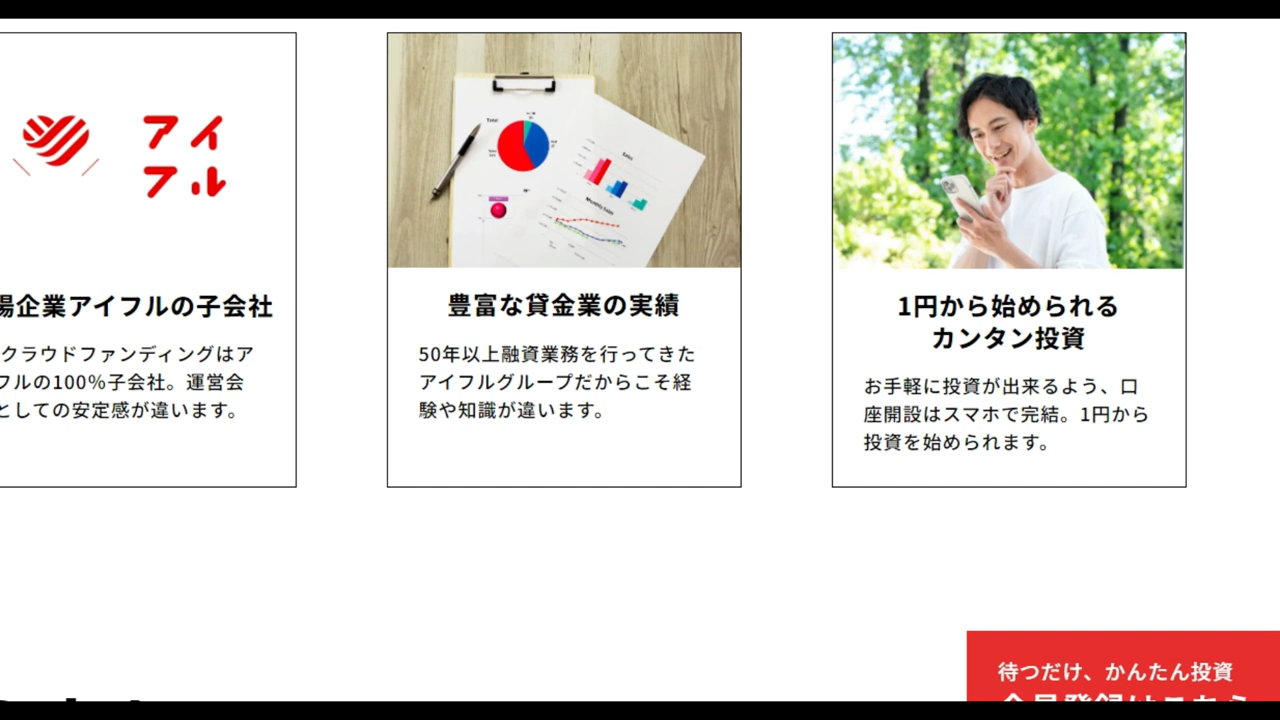 アイ
フル
場企業アイフルの子会社
クラウドファンディングはア
フルの100%子会社。運営会
としての安定感が違います。
豊富な貸金業の実績
50年以上融資業務を行ってきた
アイフルグループだからこそ経
験や知識が違います。
1円から始められる
カンタン投資
お手軽に投資が出来るよう、口
座開設はスマホで完結。1円から
投資を始められます。
待つだけ、かんたん投資
会員登録はこちら